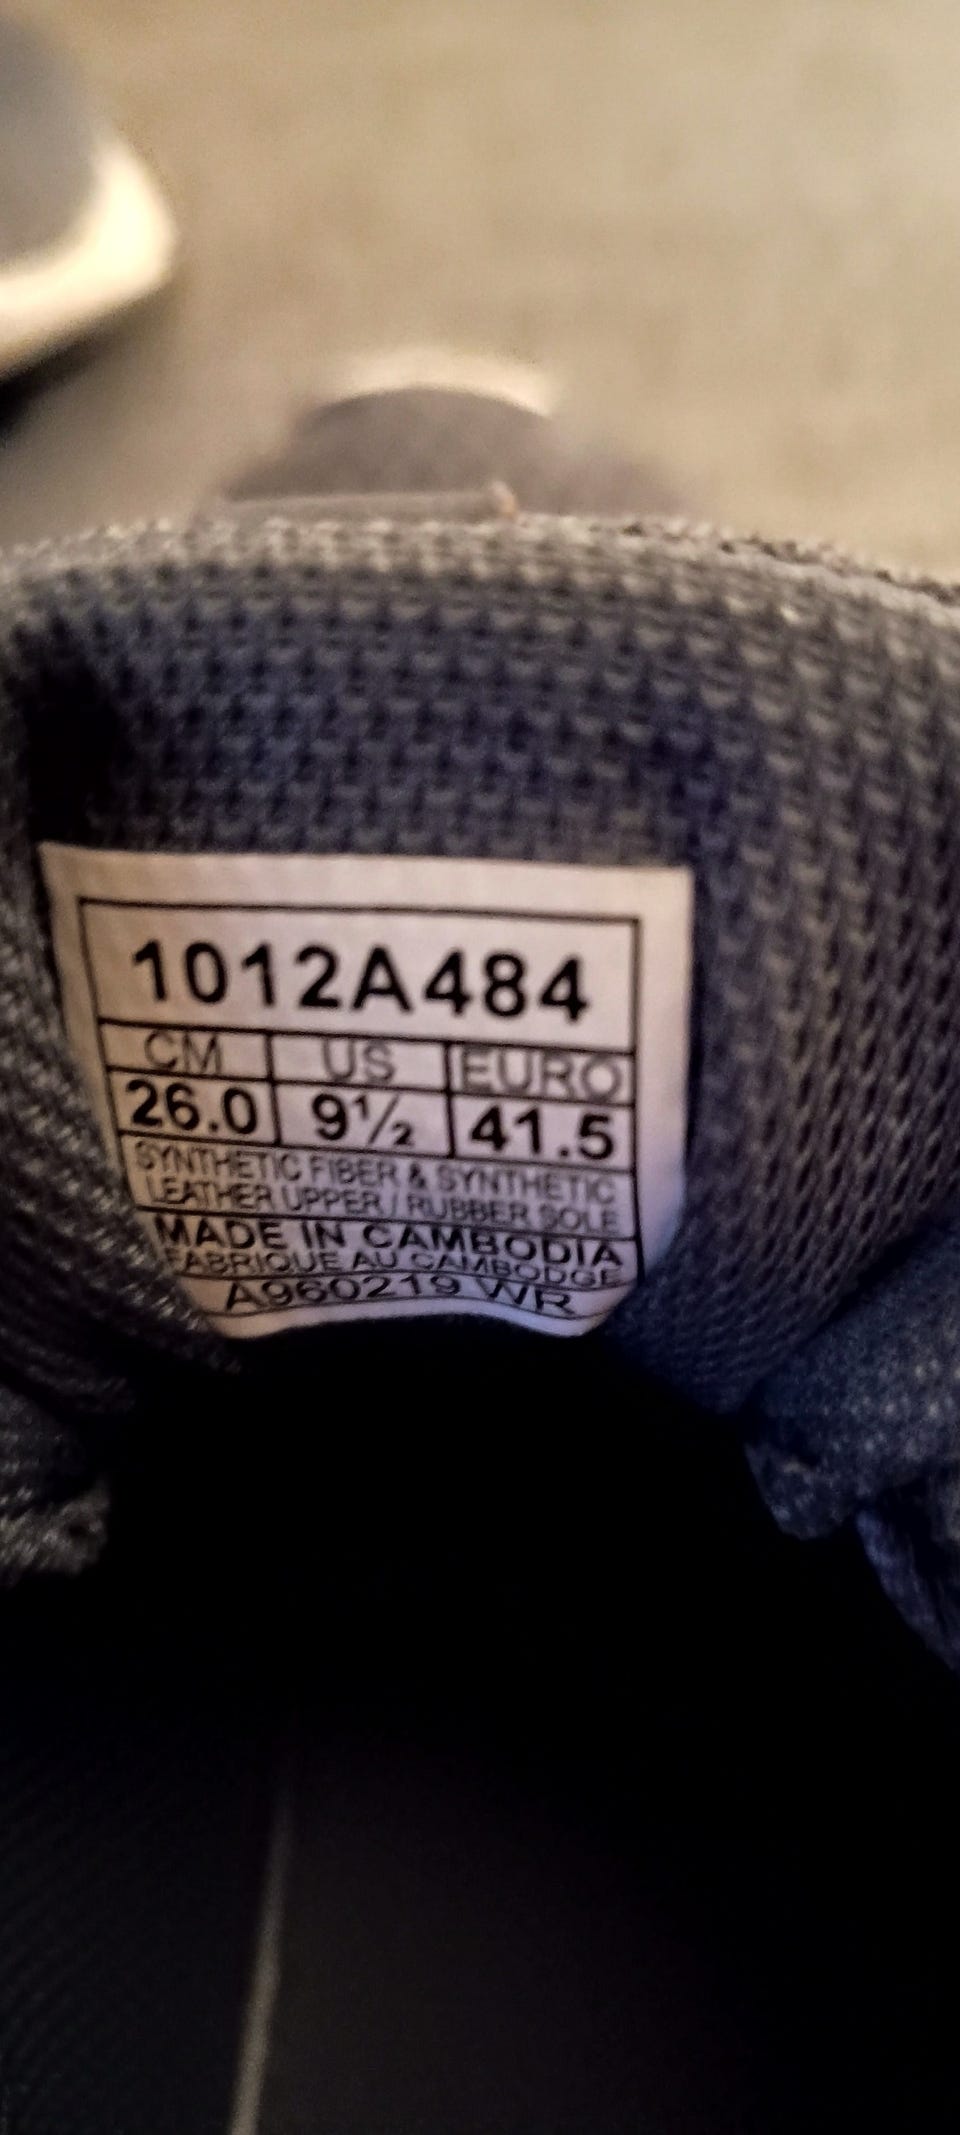 1012A484
CM US EURO
26.0 9½ 41.5
SYNTHETIC FIBER & SYNTHETIC
LEATHER UPPER / RUBBER SOLE
MADE IN CAMBODIA
FABRIQUE AU CAMBODGE
A960219 WR